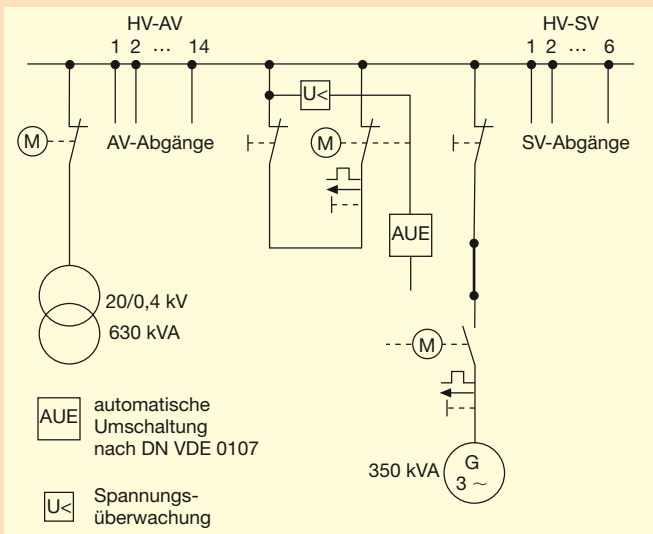 HV-AV
HV-SV
1 2 … 14
1 2 … 6
U<
M
M
AV-Abgänge
SV-Abgänge
AUE
20/0,4 kV
630 kVA
M
AUE
automatische
Umschaltung
nach DN VDE 0107
350 kVA
G
3 ~
U<
Spannungs-
überwachung